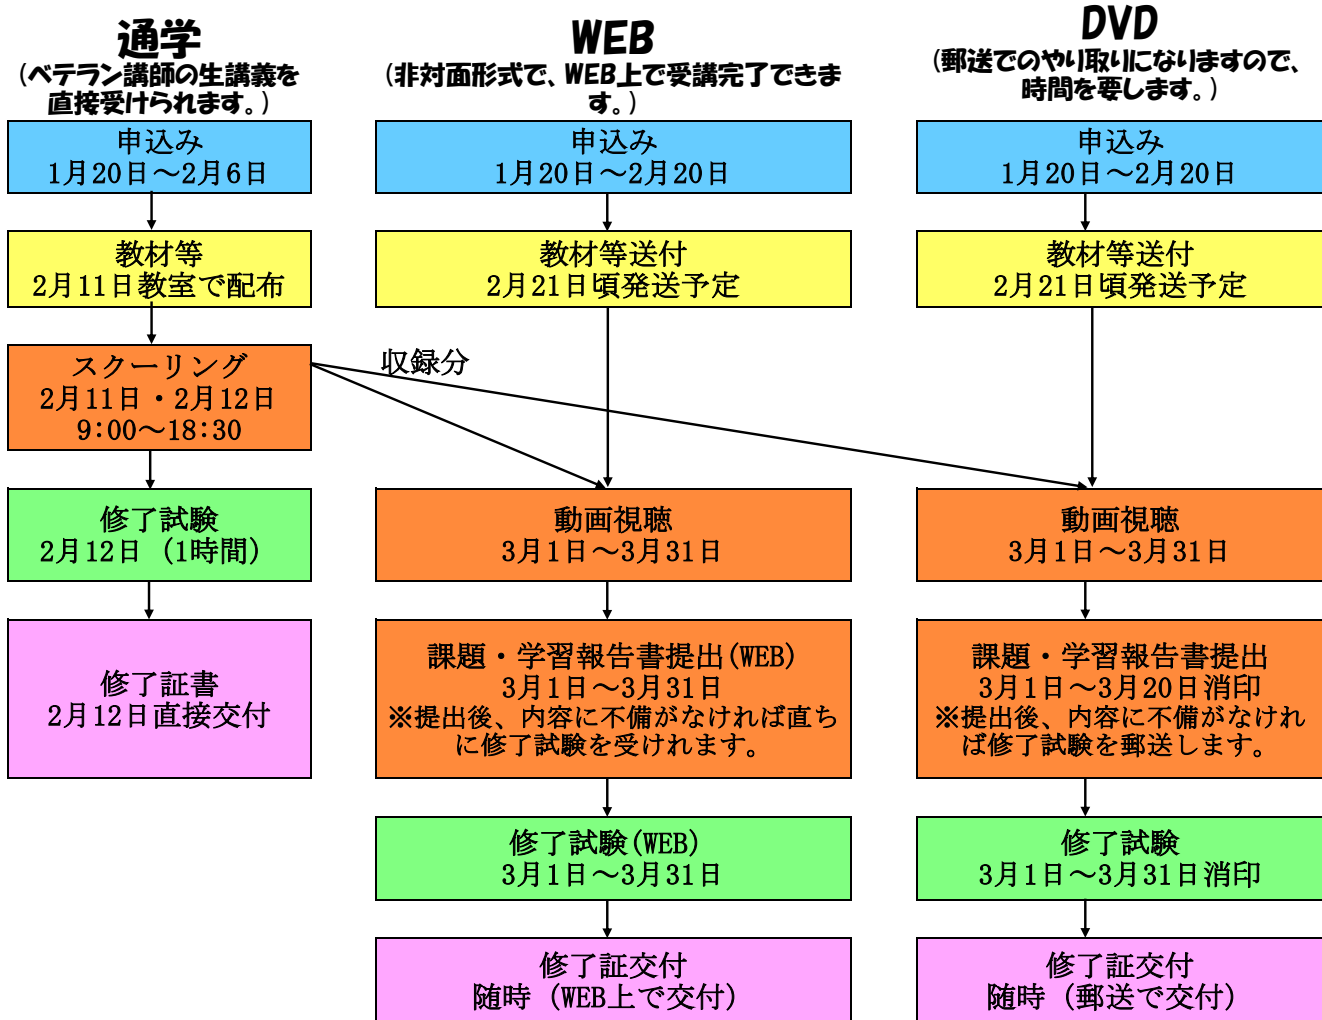 通学
(ベテラン講師の生講義を
直接受けられます。)
申込み
1月20日～2月6日
教材等
2月11日教室で配布
スクーリング
2月11日・2月12日
9:00～18:30
修了試験
2月12日（1時間）
修了証書
2月12日直接交付
収録分
WEB
(非対面形式で、WEB上で受講完了できま
す。)
申込み
1月20日～2月20日
教材等送付
2月21日頃発送予定
動画視聴
3月1日～3月31日
課題・学習報告書提出(WEB)
3月1日～3月31日
※提出後、内容に不備がなければ直ち
に修了試験を受けれます。
修了試験(WEB)
3月1日～3月31日
修了証交付
随時（WEB上で交付）
DVD
(郵送でのやり取りになりますので、
時間を要します。)
申込み
1月20日～2月20日
教材等送付
2月21日頃発送予定
動画視聴
3月1日～3月31日
課題・学習報告書提出
3月1日～3月20日消印
※提出後、内容に不備がなけれ
ば修了試験を郵送します。
修了試験
3月1日～3月31日消印
修了証交付
随時（郵送で交付）